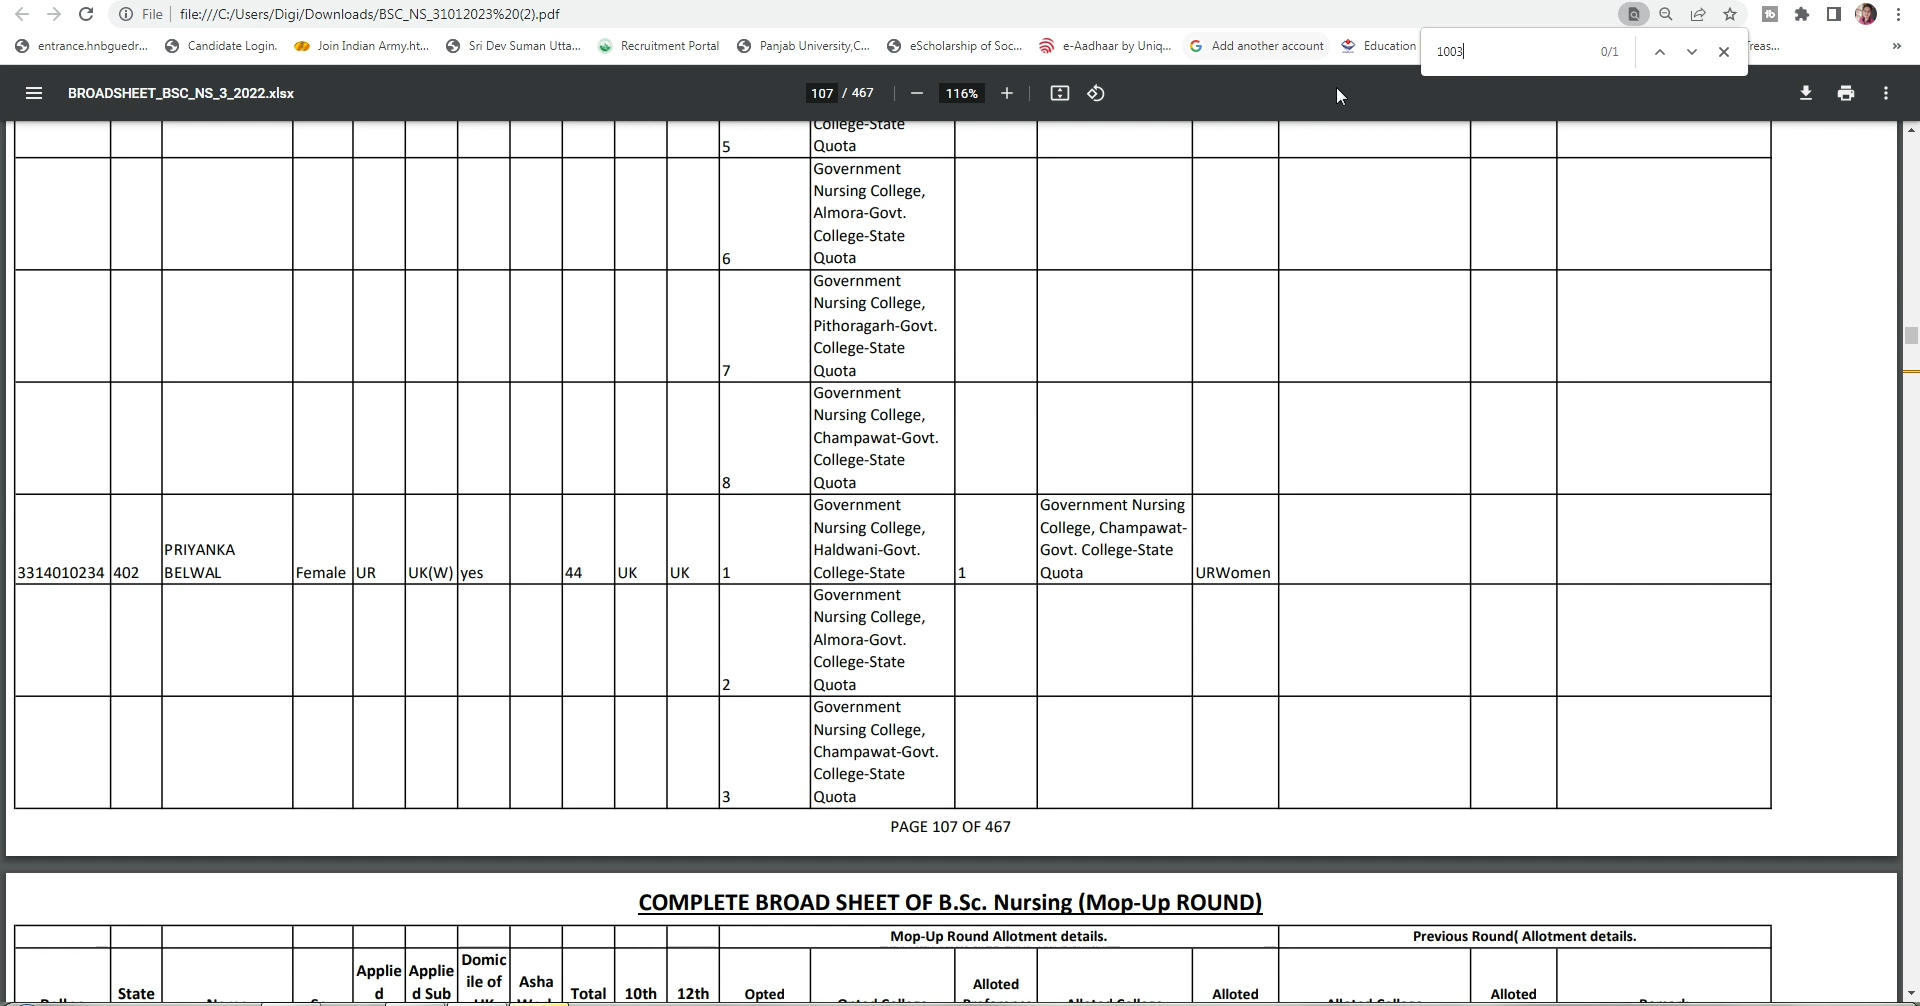 File file:///C:/Users/Digi/Downloads/BSC_NS_31012023%20(2).pdf
entrance.hnbguedr... Candidate Login. Join Indian Army.ht... Sri Dev Suman Utta... Recruitment Portal Panjab University,C... eScholarship of Soc... e-Aadhaar by Uniq... Add another account Education reas... »
1003 0/1
BROADSHEET_BSC_NS_3_2022.xlsx 107 / 467 116%
College-State
5 Quota
Government
Nursing College,
Almora-Govt.
College-State
6 Quota
Government
Nursing College,
Pithoragarh-Govt.
College-State
7 Quota
Government
Nursing College,
Champawat-Govt.
College-State
8 Quota
Government Government Nursing
Nursing College, College, Champawat-
PRIYANKA Haldwani-Govt. Govt. College-State
3314010234 402 BELWAL Female UR UK(W) yes 44 UK UK 1 College-State 1 Quota URWomen
Government
Nursing College,
Almora-Govt.
College-State
2 Quota
Government
Nursing College,
Champawat-Govt.
College-State
3 Quota
PAGE 107 OF 467
COMPLETE BROAD SHEET OF B.Sc. Nursing (Mop-Up ROUND)
Mop-Up Round Allotment details. Previous Round( Allotment details.
Domic
Applie Applie ile of Asha Alloted
State d d Sub Total 10th 12th Opted Alloted Alloted